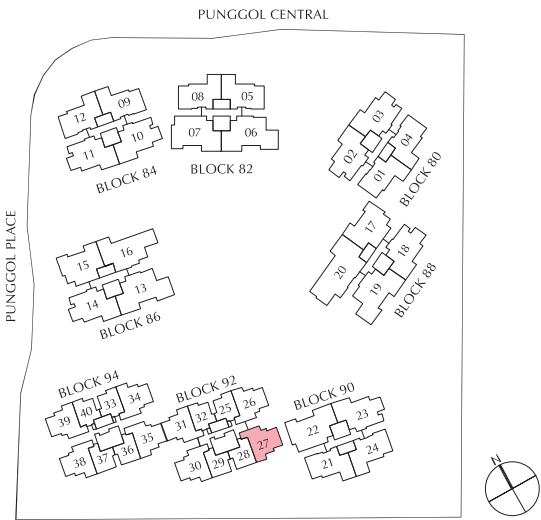 PUNGGOL CENTRAL
PUNGGOL PLACE
12 09
11 10
BLOCK 84
08 05
07 06
BLOCK 82
03
02 04
01
BLOCK 80
17
20 18
19
BLOCK 88
15 16
14 13
BLOCK 86
BLOCK 94
39 40 33 34
38 37 36 35
BLOCK 92
31 32 25 26
30 29 28 27
BLOCK 90
22 23
21 24
N